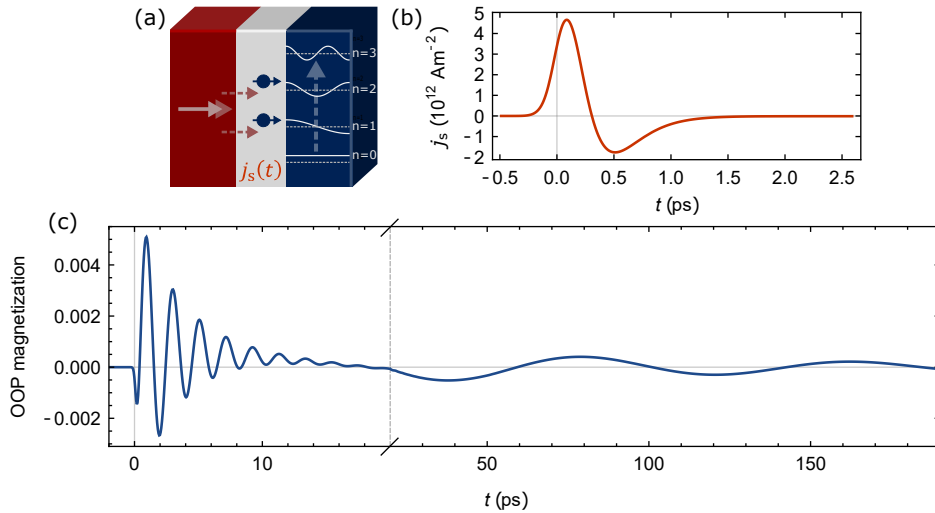 (a)
n=3
n=2
n=1
n=0
j_s(t)
(b)
j_s (10^12 Am^-2)
5
4
3
2
1
0
-1
-2
-0.5 0.0 0.5 1.0 1.5 2.0 2.5
t (ps)
(c)
OOP magnetization
0.004
0.002
0.000
-0.002
0 10 50 100 150
t (ps)